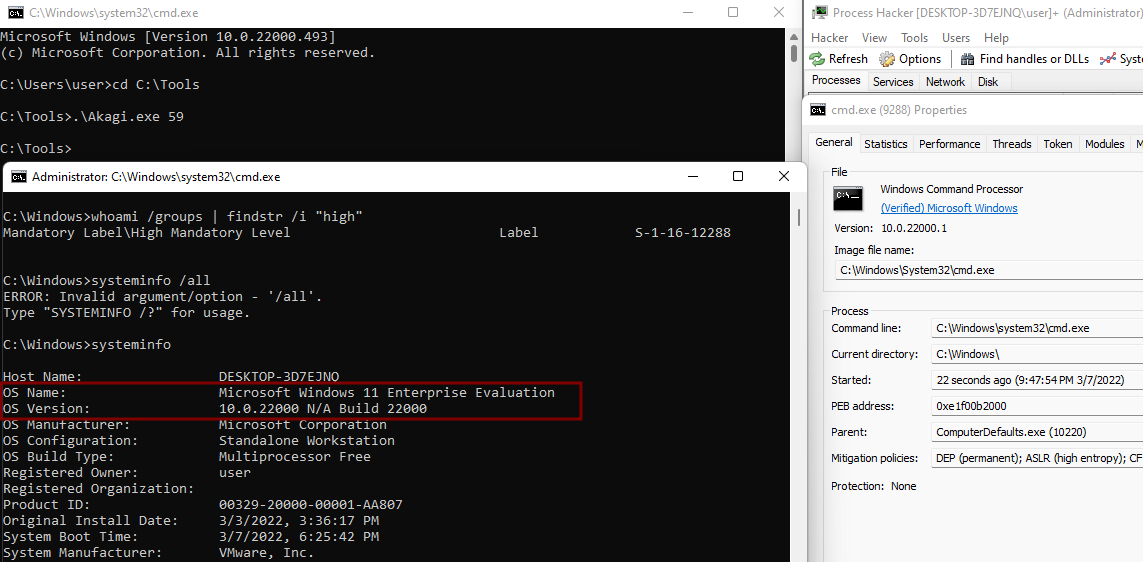 C:\Windows\system32\cmd.exe
Microsoft Windows [Version 10.0.22000.493]
(c) Microsoft Corporation. All rights reserved.
C:\Users\user>cd C:\Tools
C:\Tools>.\Akagi.exe 59
C:\Tools>
Administrator: C:\Windows\system32\cmd.exe
C:\Windows>whoami /groups | findstr /i "high"
Mandatory Label\High Mandatory Level Label S-1-16-12288
C:\Windows>systeminfo /all
ERROR: Invalid argument/option - '/all'.
Type "SYSTEMINFO /?" for usage.
C:\Windows>systeminfo
Host Name: DESKTOP-3D7EJNQ
OS Name: Microsoft Windows 11 Enterprise Evaluation
OS Version: 10.0.22000 N/A Build 22000
OS Manufacturer: Microsoft Corporation
OS Configuration: Standalone Workstation
OS Build Type: Multiprocessor Free
Registered Owner: user
Registered Organization:
Product ID: 00329-20000-00001-AA807
Original Install Date: 3/3/2022, 3:36:17 PM
System Boot Time: 3/7/2022, 6:25:42 PM
System Manufacturer: VMware, Inc.
Process Hacker [DESKTOP-3D7EJNQ\user]+ (Administrator)
Hacker View Tools Users Help
Refresh Options Find handles or DLLs Syste
Processes Services Network Disk
cmd.exe (9288) Properties
General Statistics Performance Threads Token Modules M
File
Windows Command Processor
(Verified) Microsoft Windows
Version: 10.0.22000.1
Image file name:
C:\Windows\System32\cmd.exe
Process
Command line: C:\Windows\system32\cmd.exe
Current directory: C:\Windows\
Started: 22 seconds ago (9:47:54 PM 3/7/2022)
PEB address: 0xe1f00b2000
Parent: ComputerDefaults.exe (10220)
Mitigation policies: DEP (permanent); ASLR (high entropy); CF
Protection: None